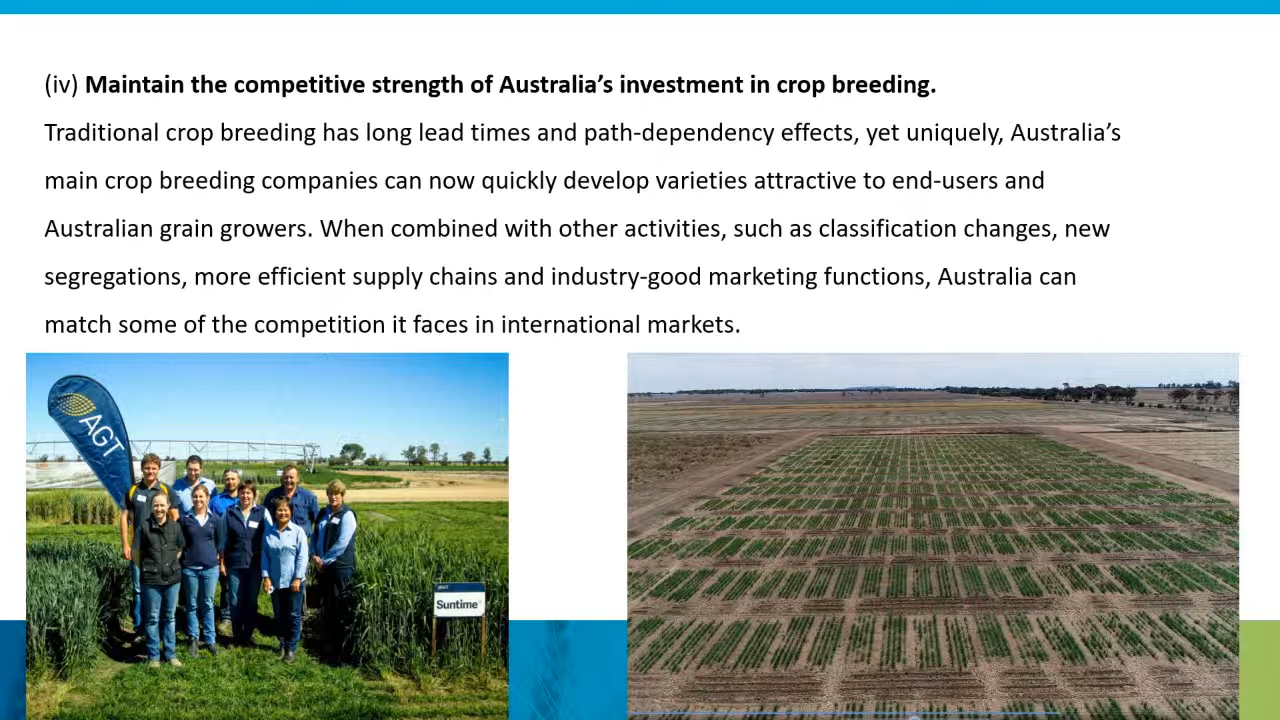 (iv) Maintain the competitive strength of Australia’s investment in crop breeding.
Traditional crop breeding has long lead times and path-dependency effects, yet uniquely, Australia’s
main crop breeding companies can now quickly develop varieties attractive to end-users and
Australian grain growers. When combined with other activities, such as classification changes, new
segregations, more efficient supply chains and industry-good marketing functions, Australia can
match some of the competition it faces in international markets.
AGT
AGT
Suntime